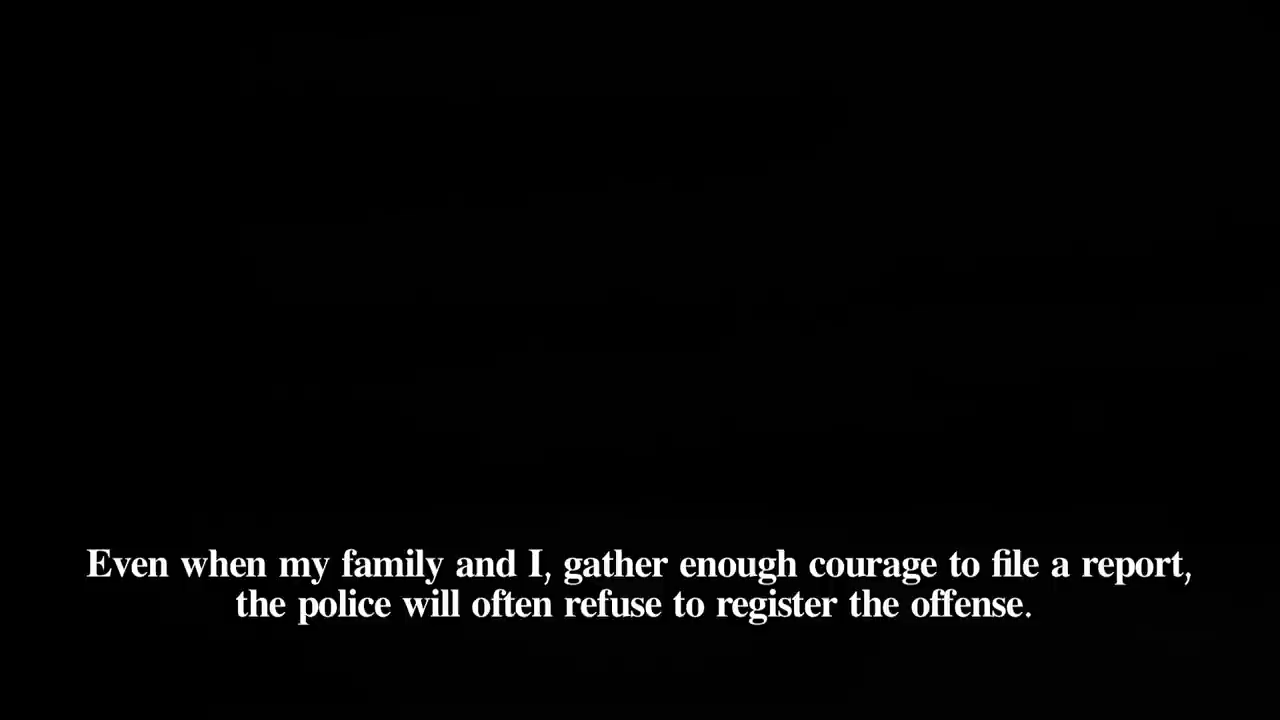 Even when my family and I, gather enough courage to file a report,
the police will often refuse to register the offense.